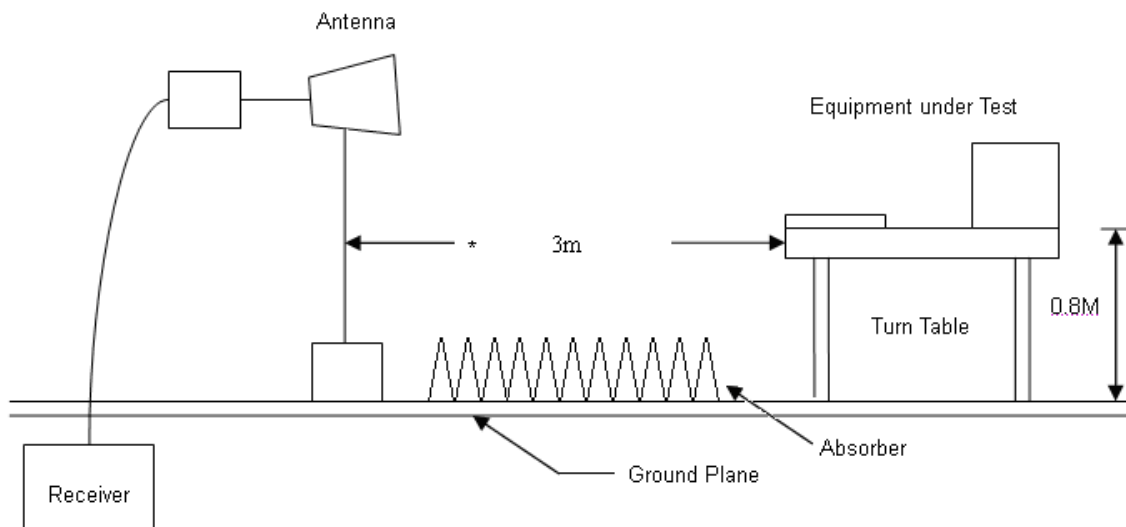 Antenna
Equipment under Test
* 3m
0.8M
Turn Table
Absorber
Ground Plane
Receiver